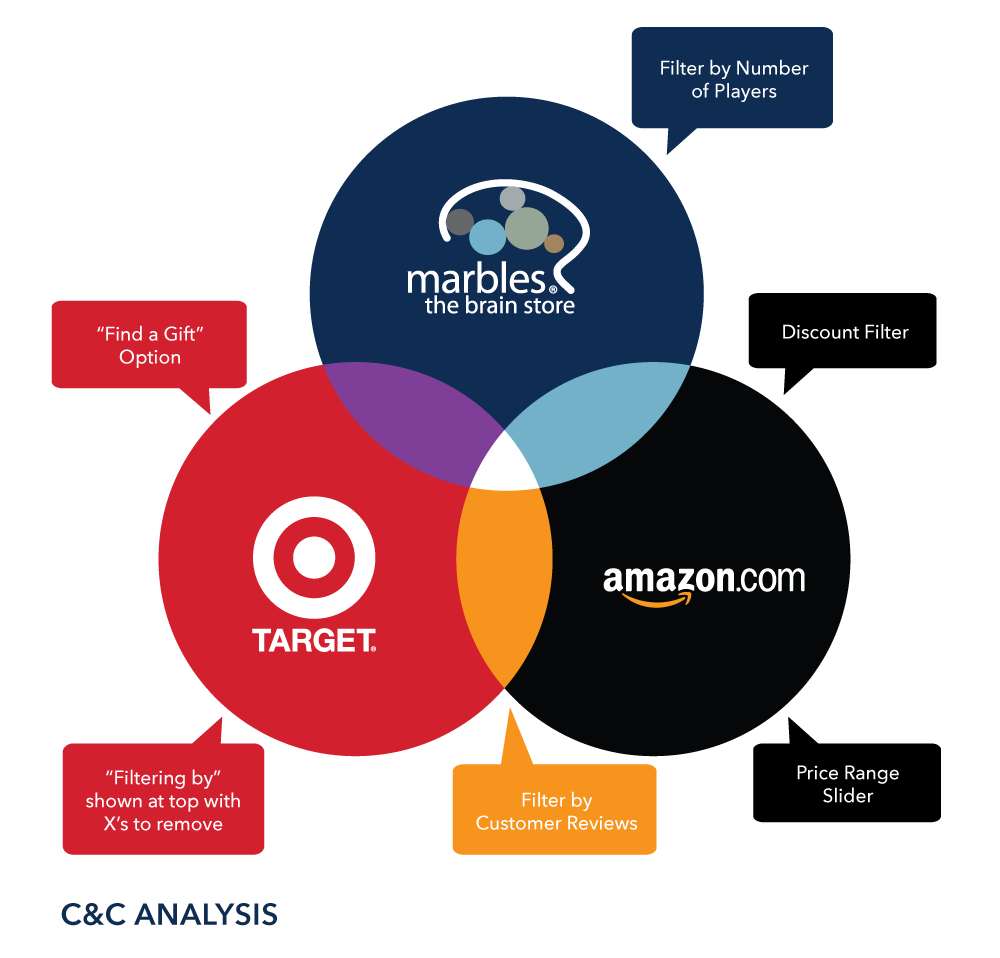 Filter by Number
of Players
marbles®
the brain store
“Find a Gift”
Option
Discount Filter
TARGET®
amazon.com
“Filtering by”
shown at top with
X’s to remove
Filter by
Customer Reviews
Price Range
Slider
C&C ANALYSIS